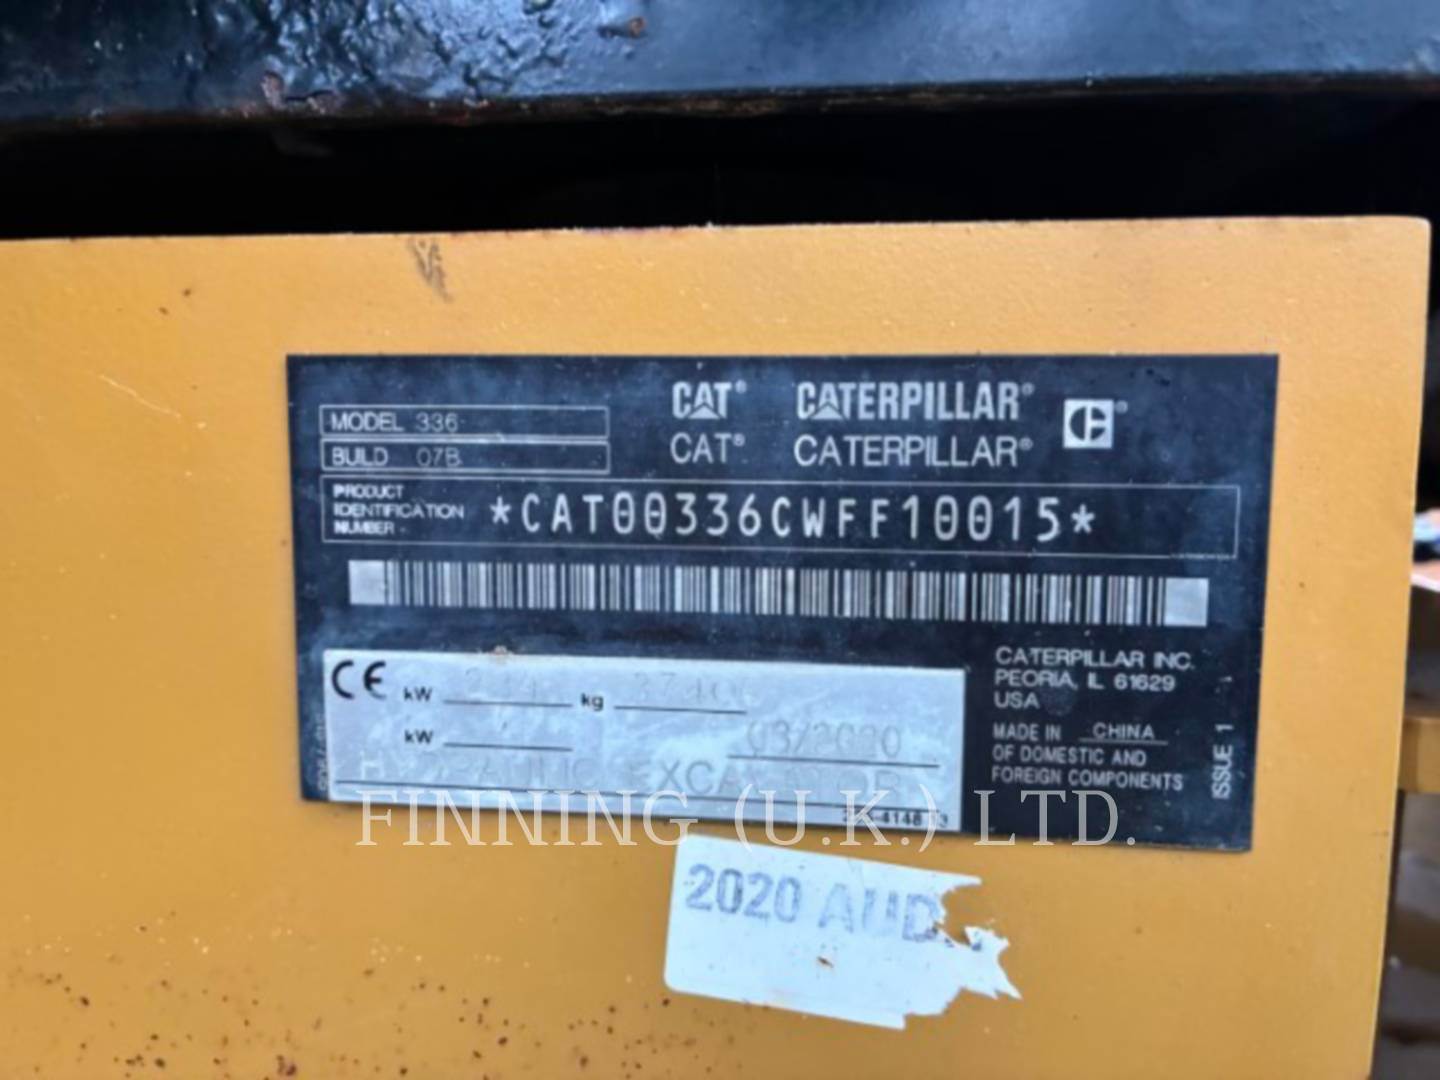 MODEL 336
BUILD 07B
CAT® CATERPILLAR®
CAT® CATERPILLAR®
PRODUCT
IDENTIFICATION
NUMBER
*CAT00336CWFF10015*
CE kW kg
kW 03/2020
HYDRAULIC EXCAVATOR
CATERPILLAR INC.
PEORIA, IL 61629
USA
MADE IN CHINA
OF DOMESTIC AND
FOREIGN COMPONENTS
ISSUE 1
FINNING (U.K.) LTD.
2020 AUD